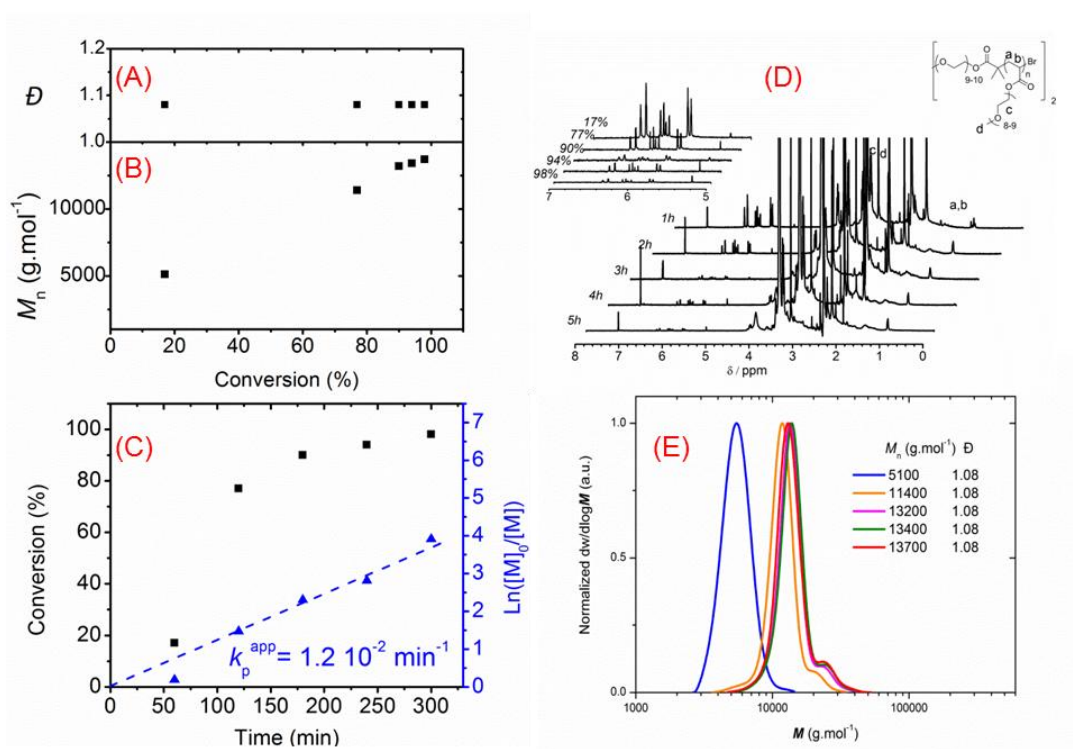 (A)
1.2
1.1
1.0
Đ
(B)
10000
5000
Mn (g.mol-1)
0 20 40 60 80 100
Conversion (%)
(C)
100
80
60
40
20
0
Conversion (%)
7
6
5
4
3
2
1
0
Ln([M]0/[M])
kp app = 1.2 10-2 min-1
0 50 100 150 200 250 300
Time (min)
(D)
17%
77%
90%
94%
98%
7 6 5
a b
O
O
O
9-10
Br
n
O
O
c
d
O
8-9
2
c d
a,b
1h
2h
3h
4h
5h
8 7 6 5 4 3 2 1 0
δ / ppm
(E)
1.0
0.5
0.0
Normalized dw/dlogM (a.u.)
Mn (g.mol-1) Đ
5100 1.08
11400 1.08
13200 1.08
13400 1.08
13700 1.08
1000 10000 100000
M (g.mol-1)